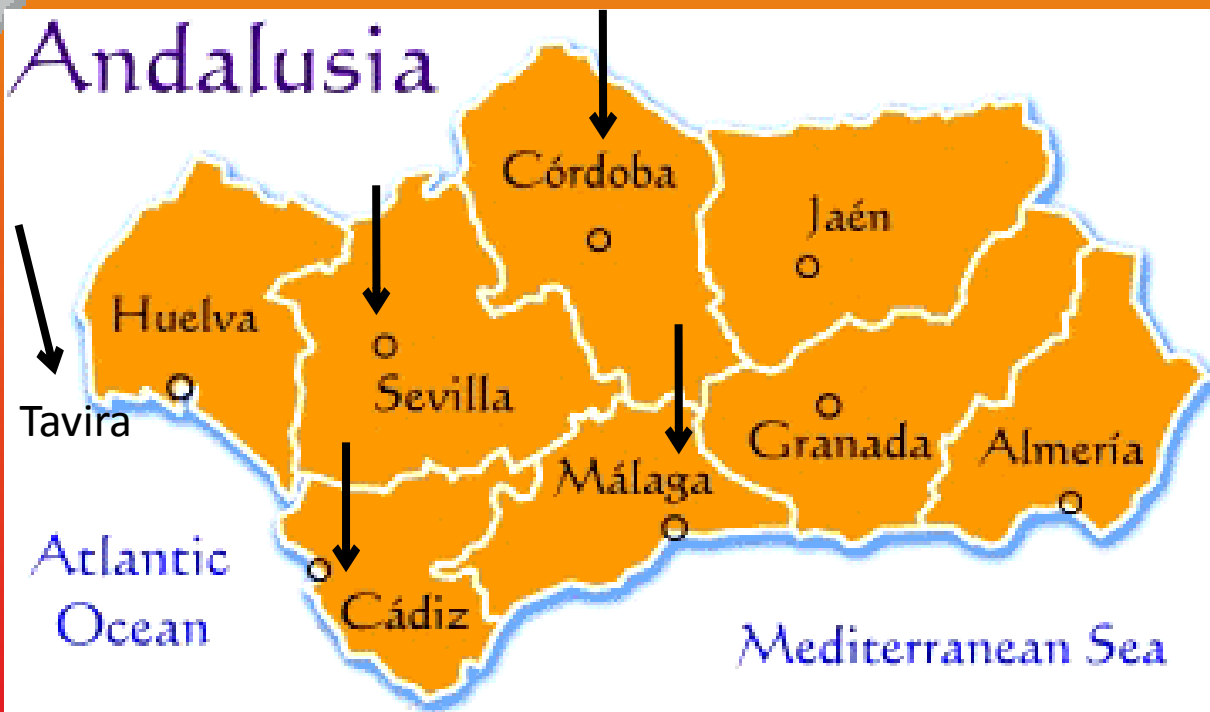 Andalusia
Córdoba
Jaén
Huelva
Sevilla
Tavira
Málaga
Granada
Almería
Atlantic
Ocean
Cádiz
Mediterranean Sea